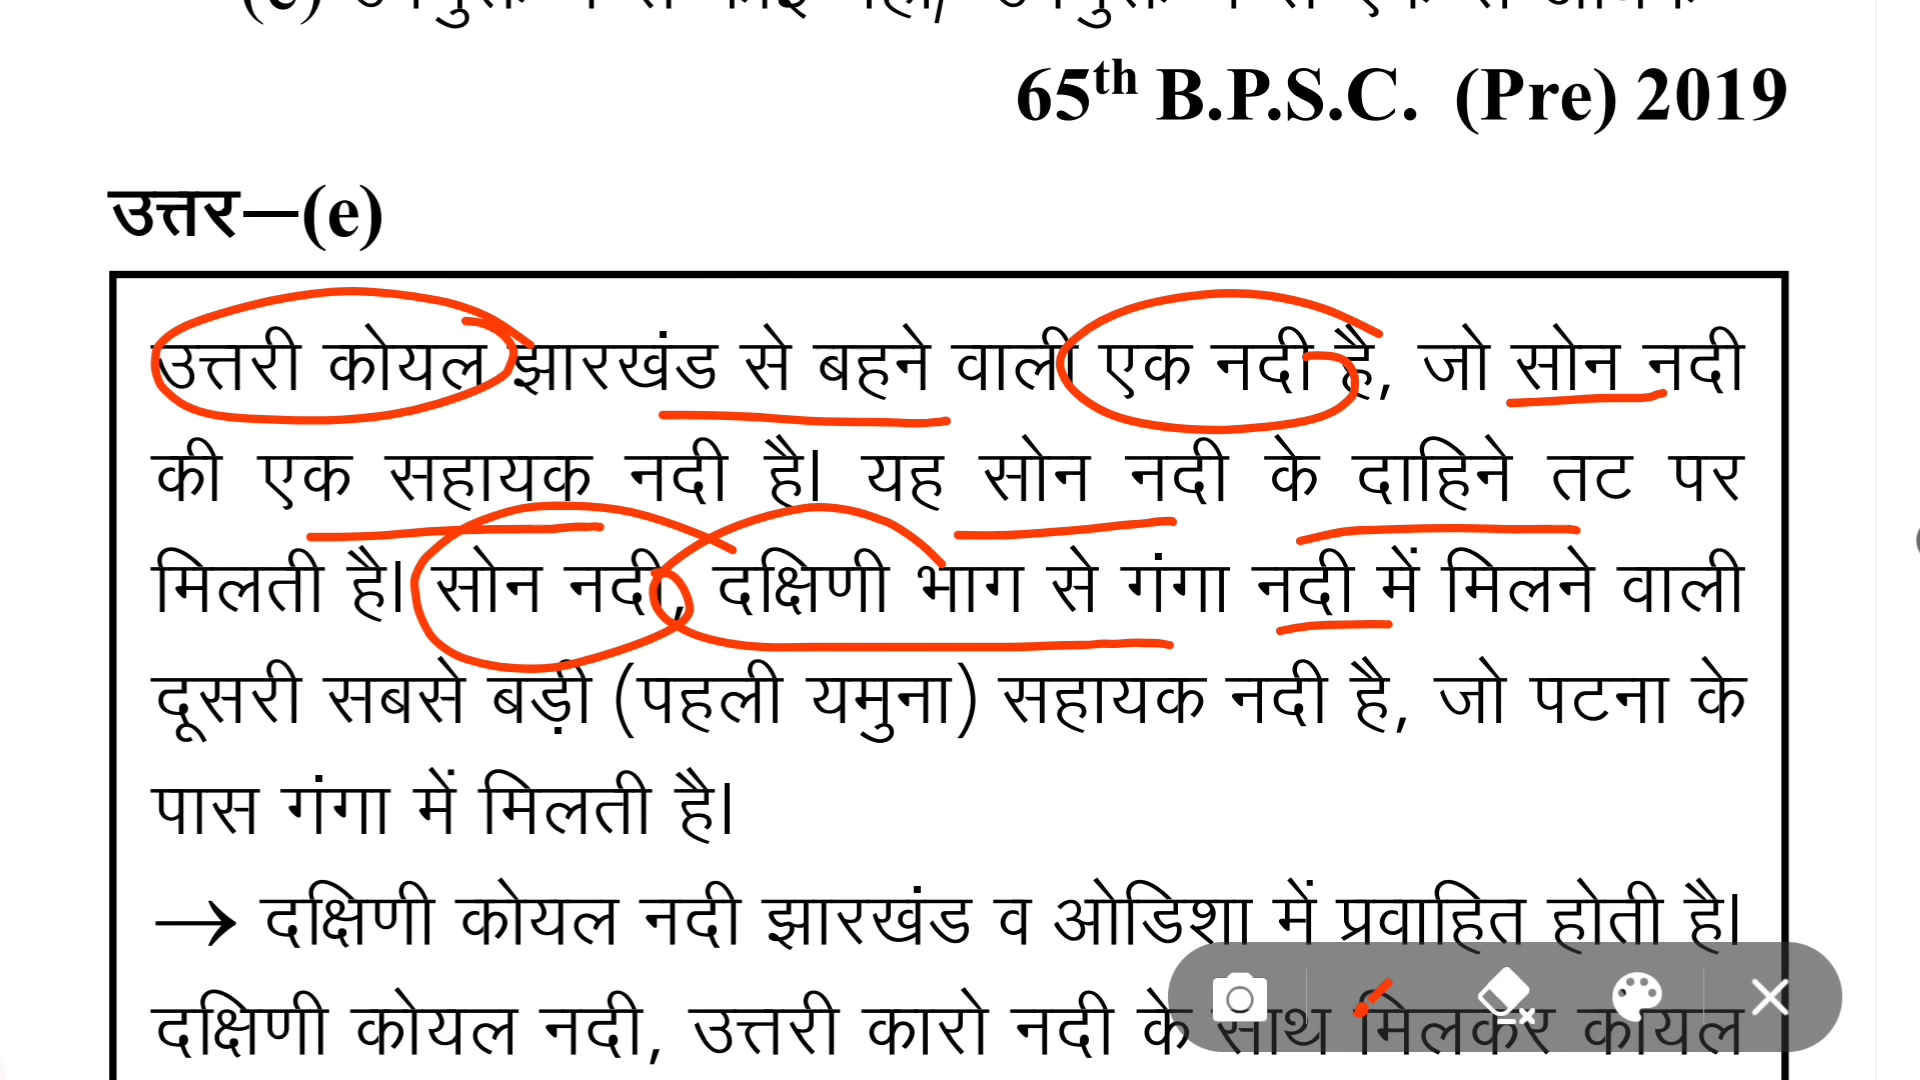 65th B.P.S.C. (Pre) 2019
उत्तर—(e)
उत्तरी कोयल झारखंड से बहने वाली एक नदी है, जो सोन नदी
की एक सहायक नदी है। यह सोन नदी के दाहिने तट पर
मिलती है। सोन नदी, दक्षिणी भाग से गंगा नदी में मिलने वाली
दूसरी सबसे बड़ी (पहली यमुना) सहायक नदी है, जो पटना के
पास गंगा में मिलती है।
→ दक्षिणी कोयल नदी झारखंड व ओडिशा में प्रवाहित होती है।
दक्षिणी कोयल नदी, उत्तरी कारो नदी के साथ मिलकर कोयल